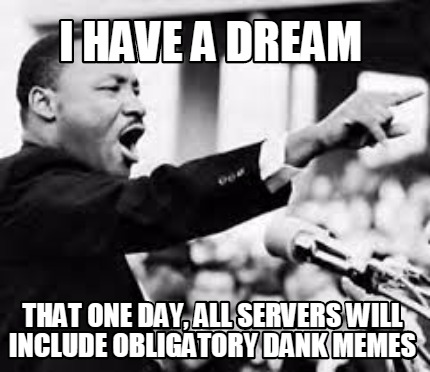 I HAVE A DREAM
THAT ONE DAY, ALL SERVERS WILL
INCLUDE OBLIGATORY DANK MEMES